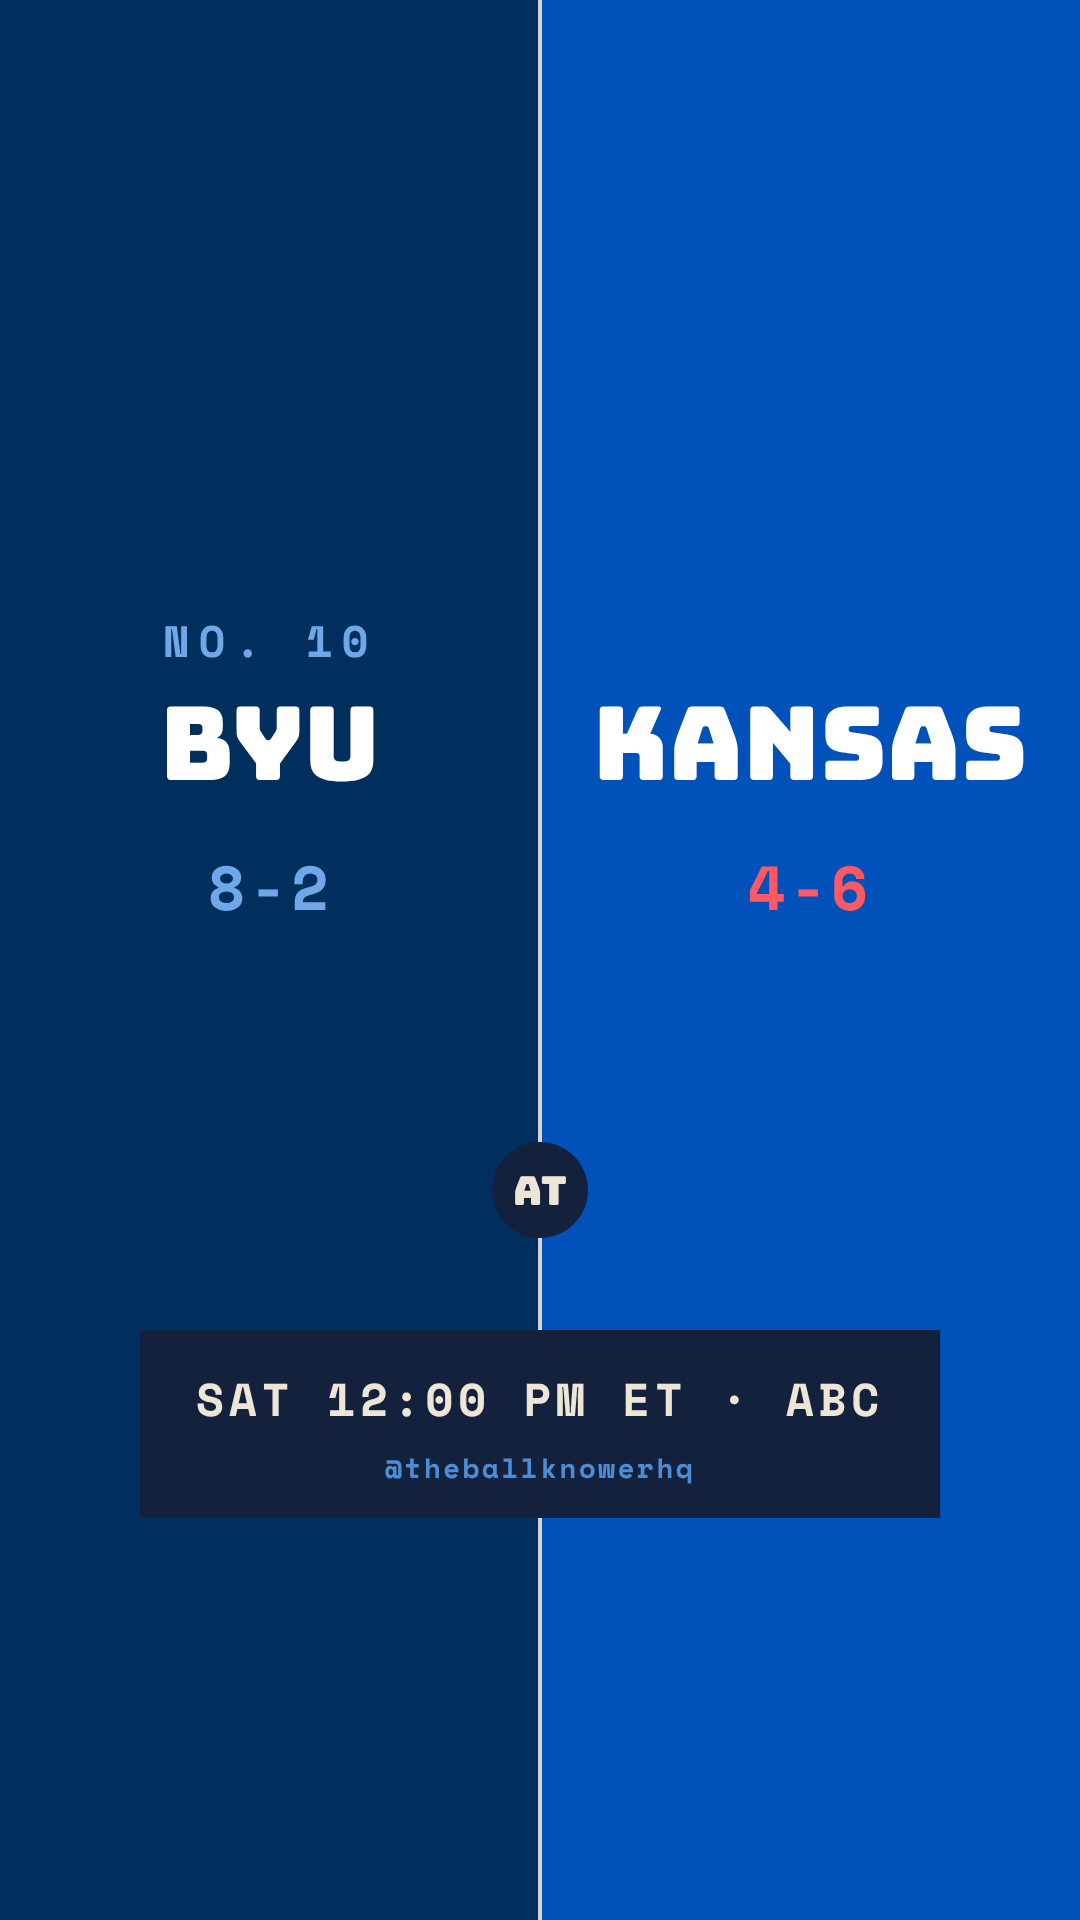 NO. 10
BYU
8-2
KANSAS
4-6
AT
SAT 12:00 PM ET · ABC
@theballknowerhq